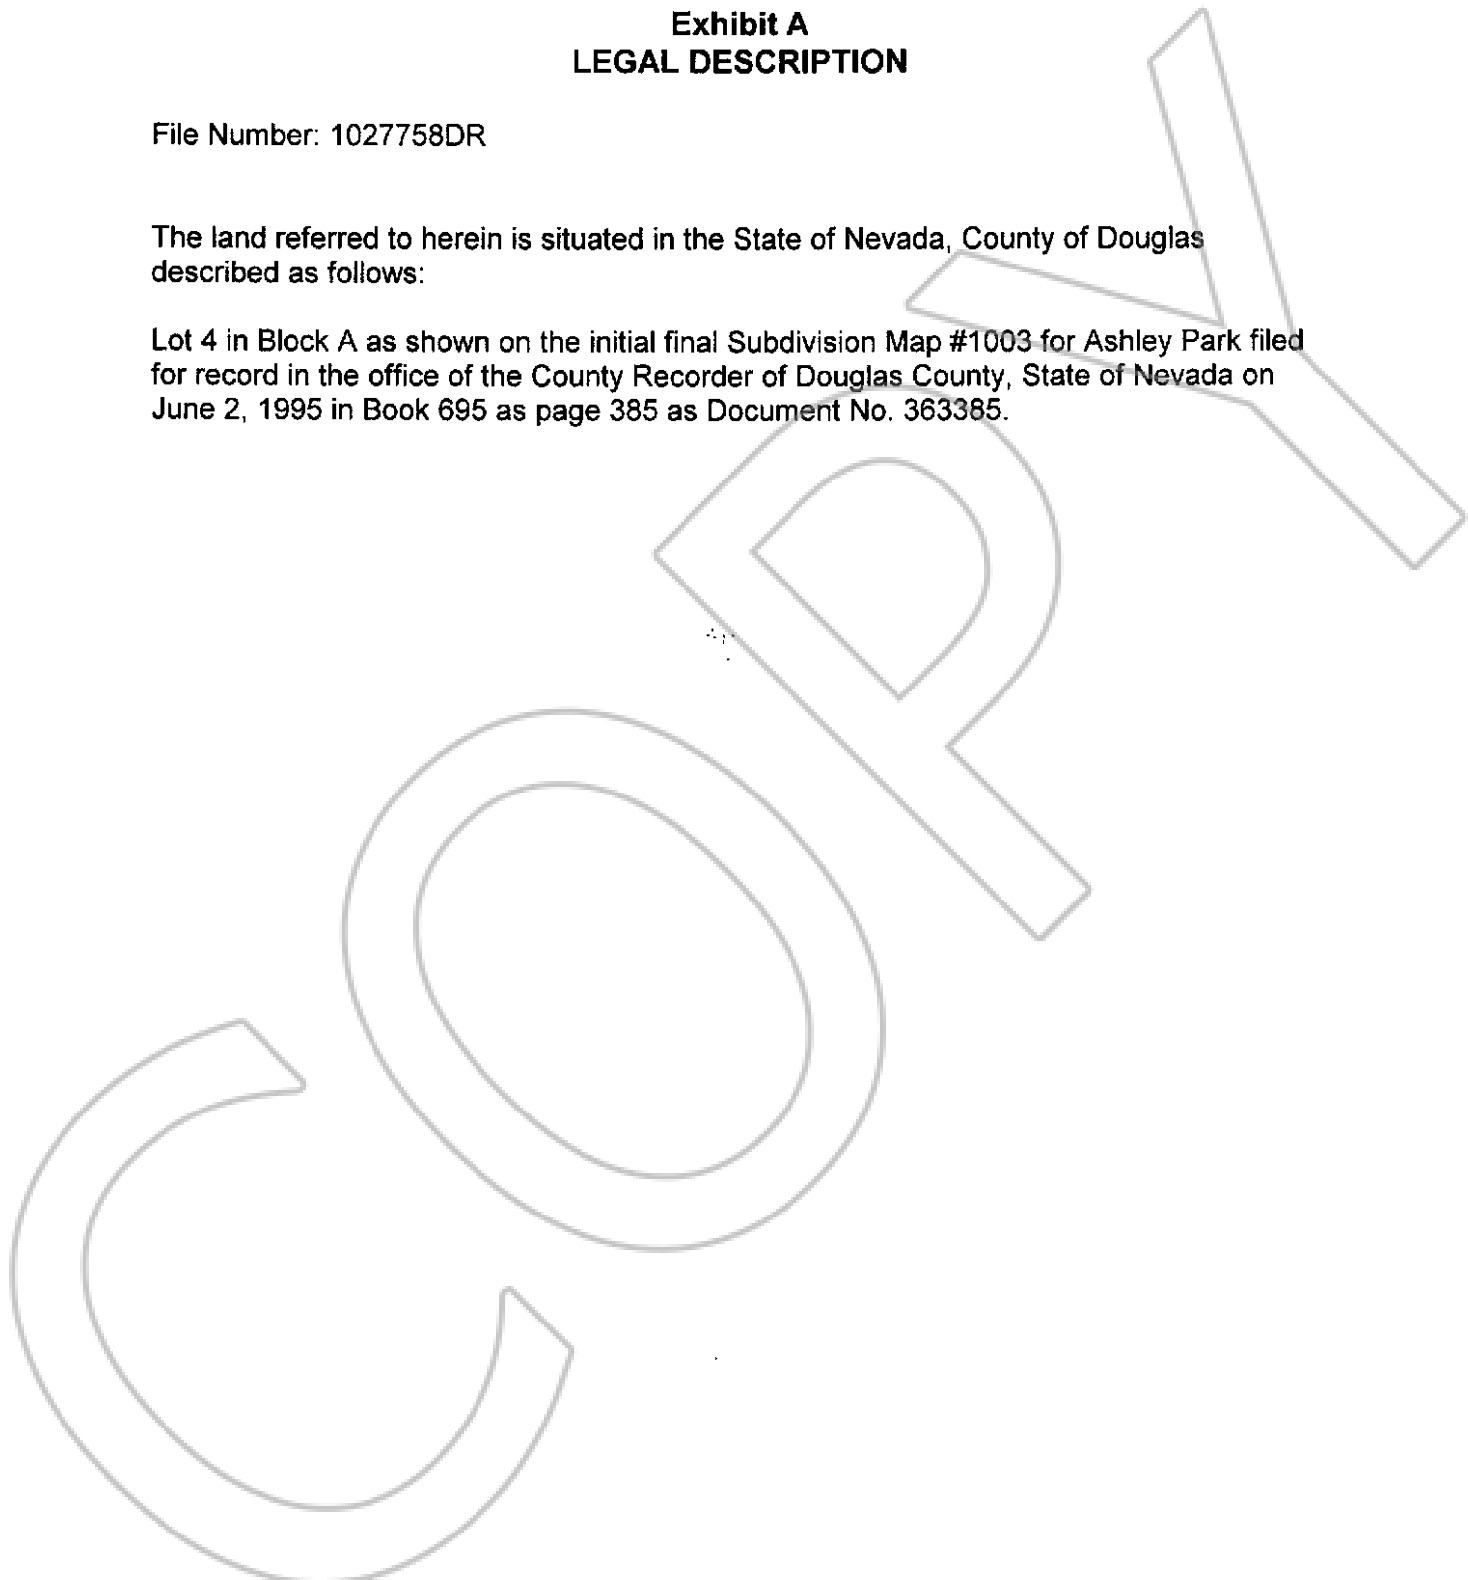 Exhibit A
LEGAL DESCRIPTION
File Number: 1027758DR
The land referred to herein is situated in the State of Nevada, County of Douglas
described as follows:
Lot 4 in Block A as shown on the initial final Subdivision Map #1003 for Ashley Park filed
for record in the office of the County Recorder of Douglas County, State of Nevada on
June 2, 1995 in Book 695 as page 385 as Document No. 363385.
COPY